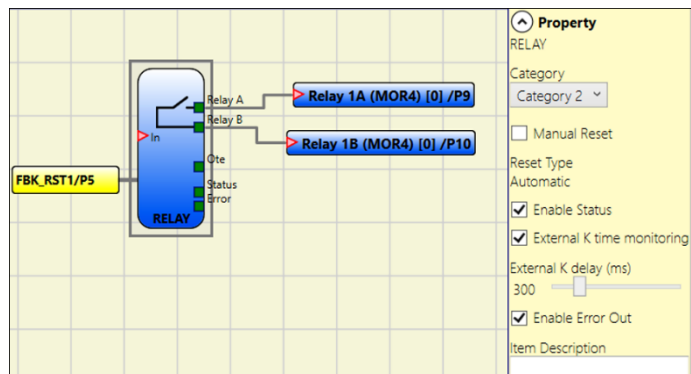 Relay A
Relay 1A (MOR4) [0] /P9
Relay B
In
Relay 1B (MOR4) [0] /P10
Ote
FBK_RST1/P5
Status
Error
RELAY
Property
RELAY
Category
Category 2
Manual Reset
Reset Type
Automatic
Enable Status
External K time monitoring
External K delay (ms)
300
Enable Error Out
Item Description